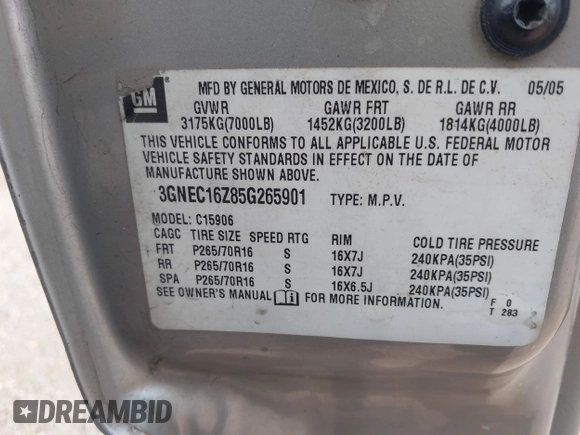 GM
MFD BY GENERAL MOTORS DE MEXICO, S. DE R.L. DE C.V. 05/05
GVWR GAWR FRT GAWR RR
3175KG(7000LB) 1452KG(3200LB) 1814KG(4000LB)
THIS VEHICLE CONFORMS TO ALL APPLICABLE U.S. FEDERAL MOTOR
VEHICLE SAFETY STANDARDS IN EFFECT ON THE DATE OF
MANUFACTURE SHOWN ABOVE.
3GNEC16Z85G265901 TYPE: M.P.V.
MODEL: C15906
CAGC TIRE SIZE SPEED RTG RIM COLD TIRE PRESSURE
FRT P265/70R16 S 16X7J 240KPA(35PSI)
RR P265/70R16 S 16X7J 240KPA(35PSI)
SPA P265/70R16 S 16X6.5J 240KPA(35PSI)
SEE OWNER'S MANUAL FOR MORE INFORMATION. F 0
T 283
DREAMBID